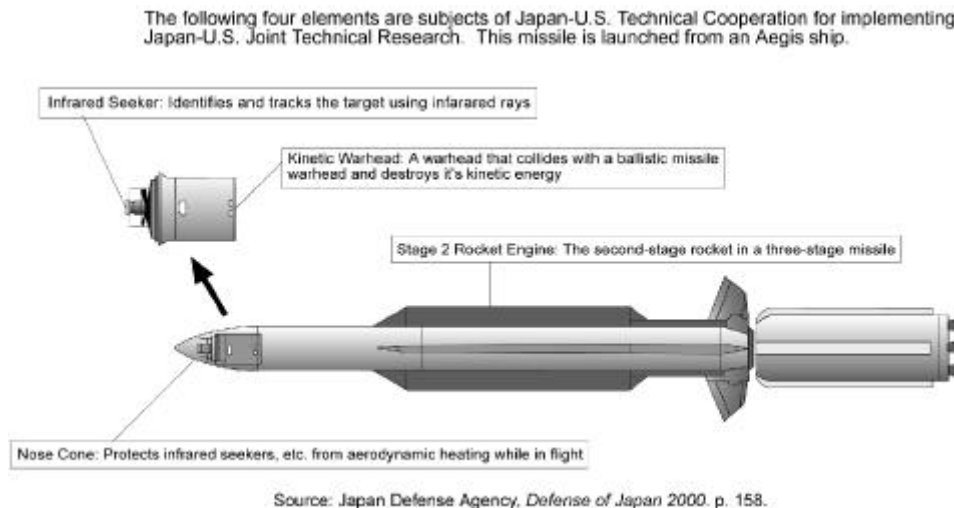 The following four elements are subjects of Japan-U.S. Technical Cooperation for implementing
Japan-U.S. Joint Technical Research. This missile is launched from an Aegis ship.
Infrared Seeker: Identifies and tracks the target using infarared rays
Kinetic Warhead: A warhead that collides with a ballistic missile
warhead and destroys it's kinetic energy
Stage 2 Rocket Engine: The second-stage rocket in a three-stage missile
Nose Cone: Protects infrared seekers, etc. from aerodynamic heating while in flight
Source: Japan Defense Agency, Defense of Japan 2000. p. 158.